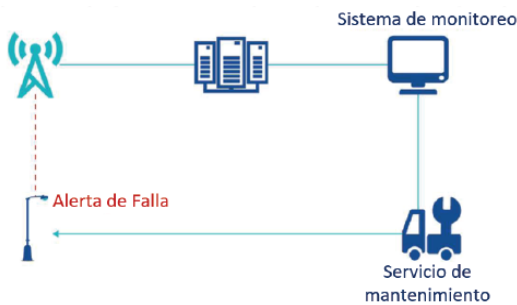 Sistema de monitoreo
Alerta de Falla
Servicio de
mantenimiento